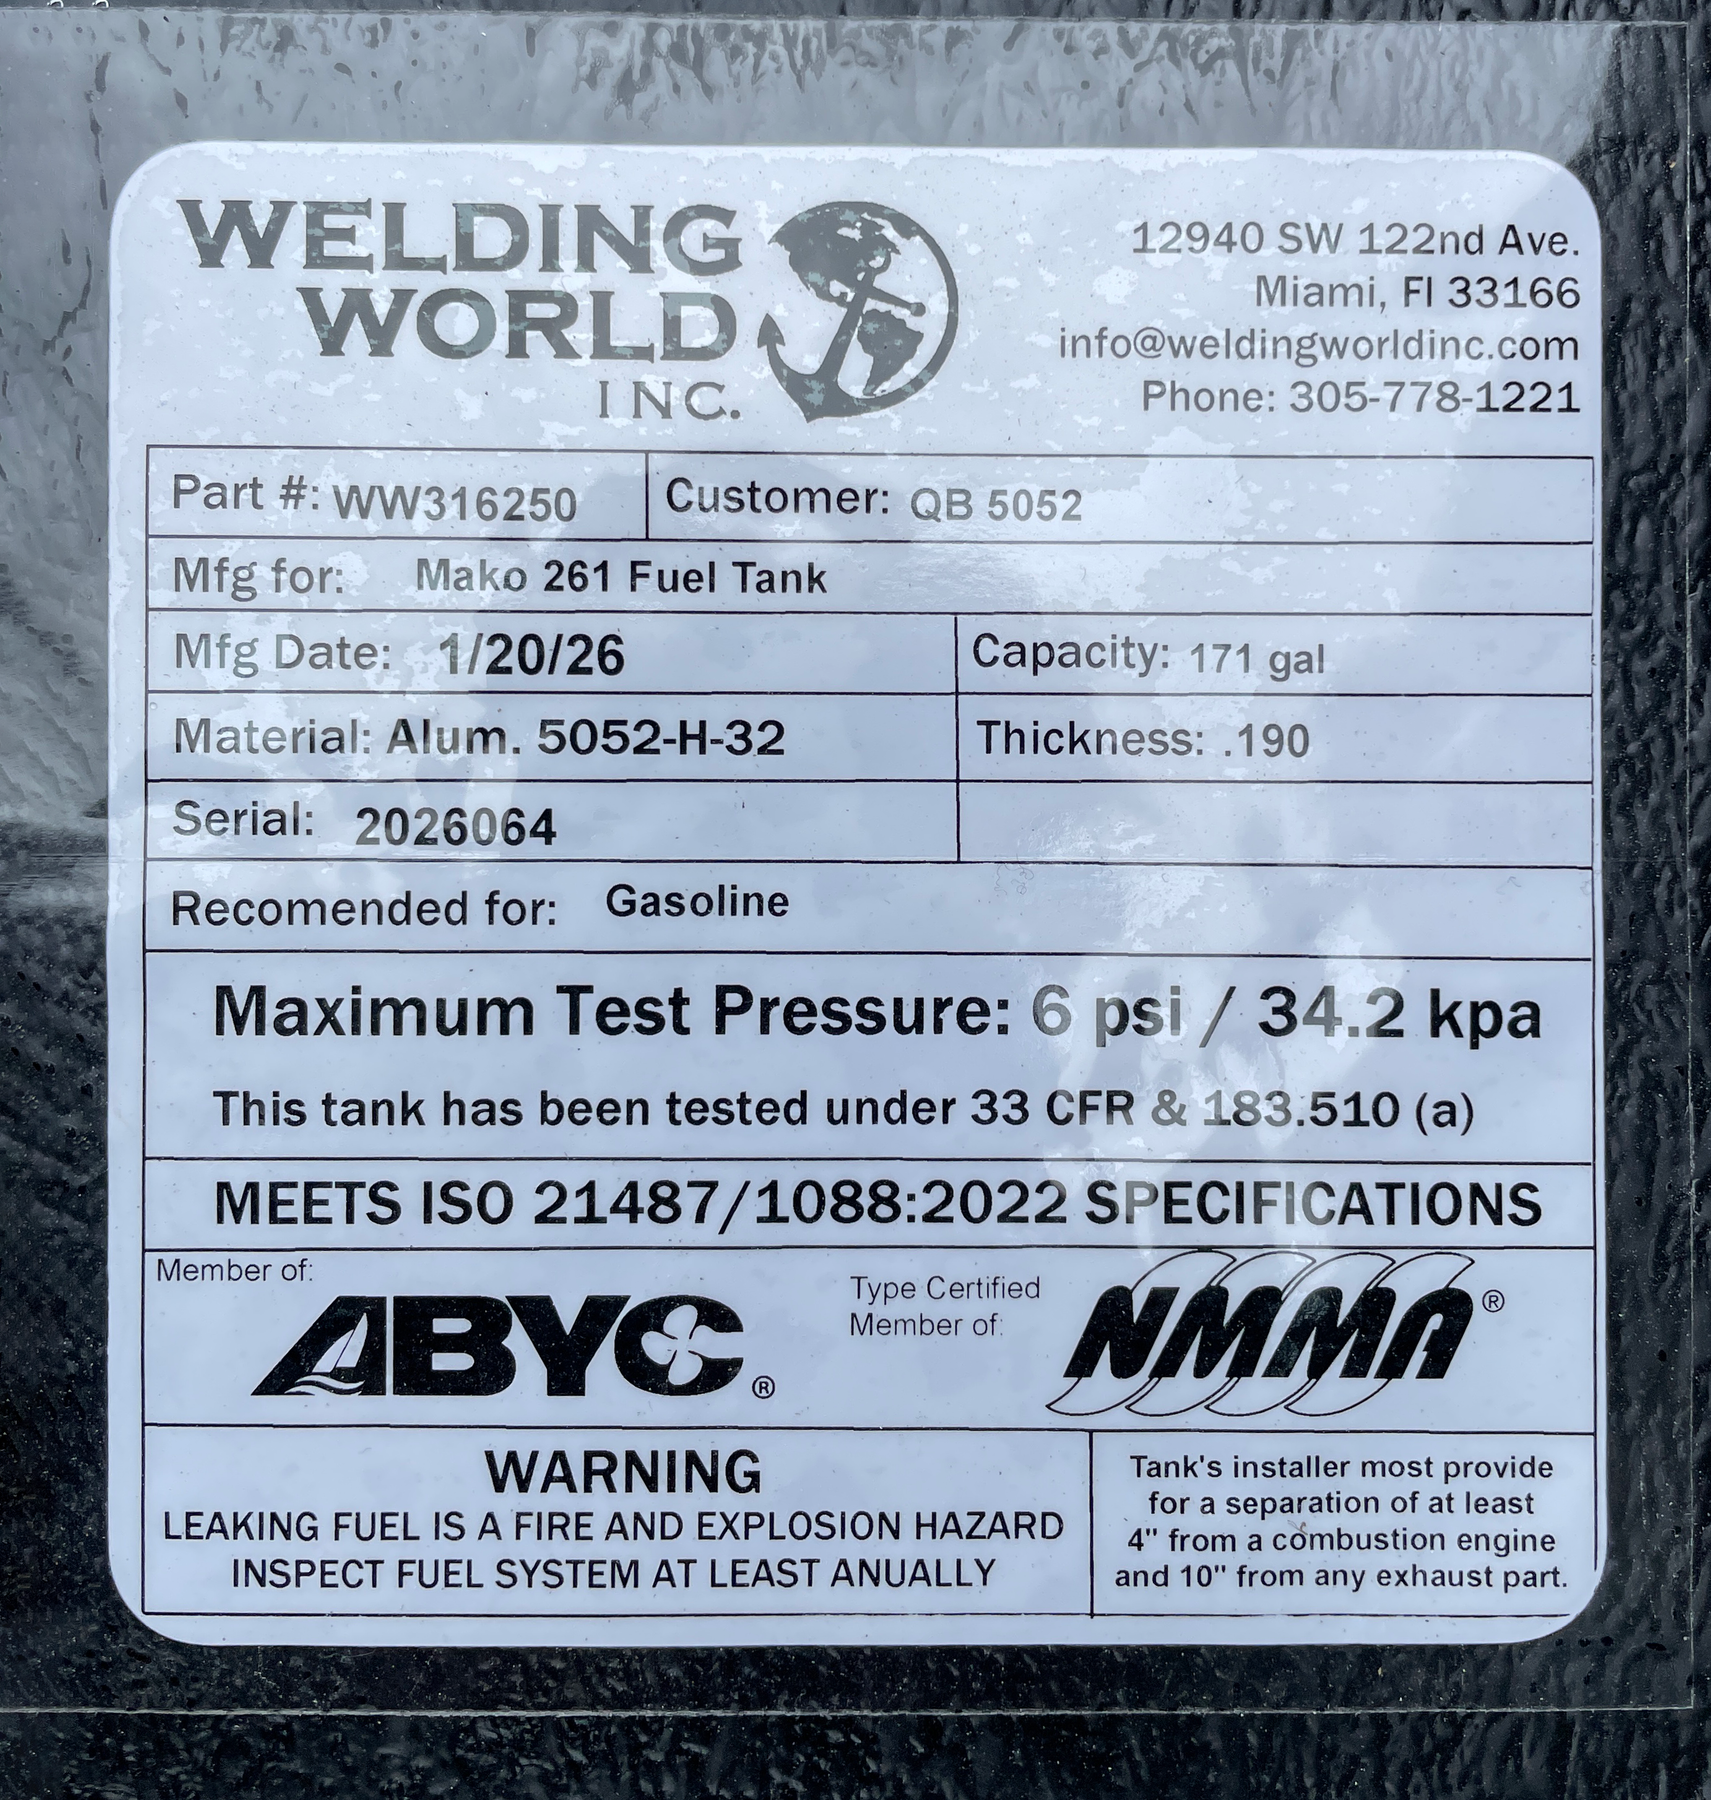 WELDING
WORLD
INC.
12940 SW 122nd Ave.
Miami, Fl 33166
info@weldingworldinc.com
Phone: 305-778-1221
Part #: WW316250
Customer: QB 5052
Mfg for: Mako 261 Fuel Tank
Mfg Date: 1/20/26
Capacity: 171 gal
Material: Alum. 5052-H-32
Thickness: .190
Serial: 2026064
Recomended for: Gasoline
Maximum Test Pressure: 6 psi / 34.2 kpa
This tank has been tested under 33 CFR & 183.510 (a)
MEETS ISO 21487/1088:2022 SPECIFICATIONS
Member of:
ABYC®
Type Certified
Member of:
NMMA®
WARNING
LEAKING FUEL IS A FIRE AND EXPLOSION HAZARD
INSPECT FUEL SYSTEM AT LEAST ANUALLY
Tank's installer most provide
for a separation of at least
4" from a combustion engine
and 10" from any exhaust part.